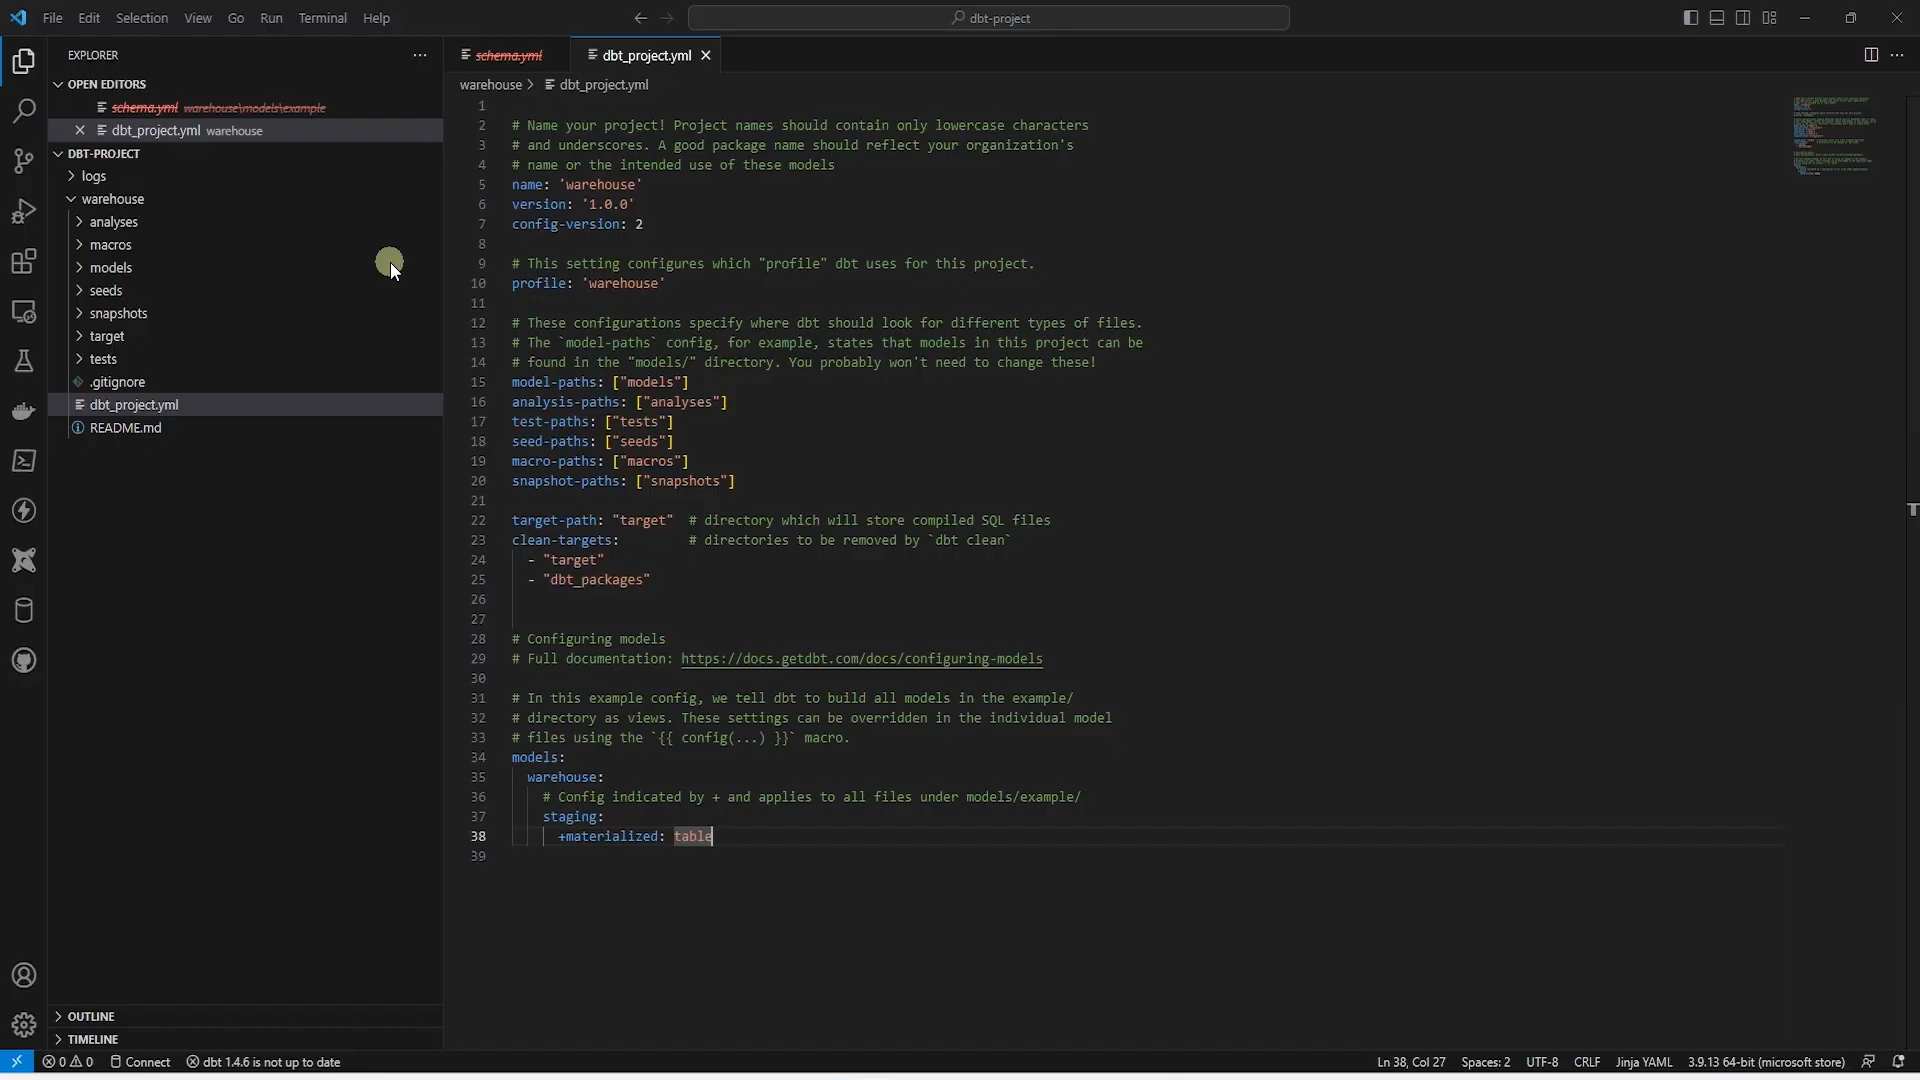 File Edit Selection View Go Run Terminal Help
dbt-project
EXPLORER
OPEN EDITORS
schema.yml warehouse\models\example
dbt_project.yml warehouse
DBT-PROJECT
logs
warehouse
analyses
macros
models
seeds
snapshots
target
tests
.gitignore
dbt_project.yml
README.md
OUTLINE
TIMELINE
schema.yml
dbt_project.yml
warehouse > dbt_project.yml
1
2 # Name your project! Project names should contain only lowercase characters
3 # and underscores. A good package name should reflect your organization's
4 # name or the intended use of these models
5 name: 'warehouse'
6 version: '1.0.0'
7 config-version: 2
8
9 # This setting configures which "profile" dbt uses for this project.
10 profile: 'warehouse'
11
12 # These configurations specify where dbt should look for different types of files.
13 # The `model-paths` config, for example, states that models in this project can be
14 # found in the "models/" directory. You probably won't need to change these!
15 model-paths: ["models"]
16 analysis-paths: ["analyses"]
17 test-paths: ["tests"]
18 seed-paths: ["seeds"]
19 macro-paths: ["macros"]
20 snapshot-paths: ["snapshots"]
21
22 target-path: "target"  # directory which will store compiled SQL files
23 clean-targets:         # directories to be removed by `dbt clean`
24   - "target"
25   - "dbt_packages"
26
27
28 # Configuring models
29 # Full documentation: https://docs.getdbt.com/docs/configuring-models
30
31 # In this example config, we tell dbt to build all models in the example/
32 # directory as views. These settings can be overridden in the individual model
33 # files using the `{{ config(...) }}` macro.
34 models:
35   warehouse:
36     # Config indicated by + and applies to all files under models/example/
37     staging:
38       +materialized: table
39
0 0 Connect dbt 1.4.6 is not up to date
Ln 38, Col 27 Spaces: 2 UTF-8 CRLF Jinja YAML 3.9.13 64-bit (microsoft store)